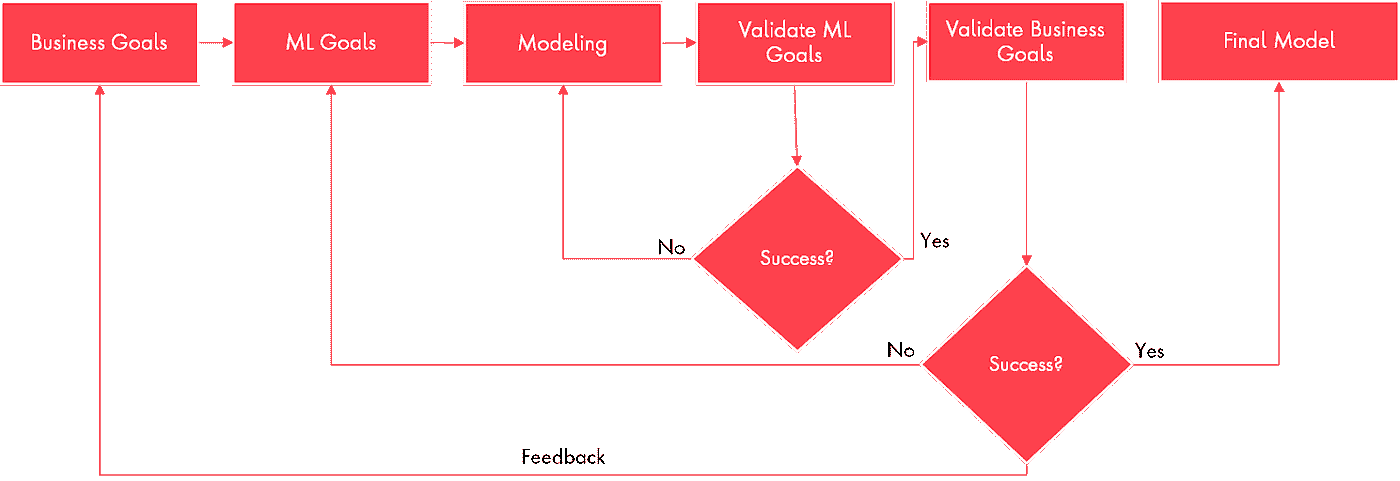 Business Goals
ML Goals
Modeling
Validate ML
Goals
Validate Business
Goals
Final Model
No
Success?
Yes
No
Success?
Yes
Feedback